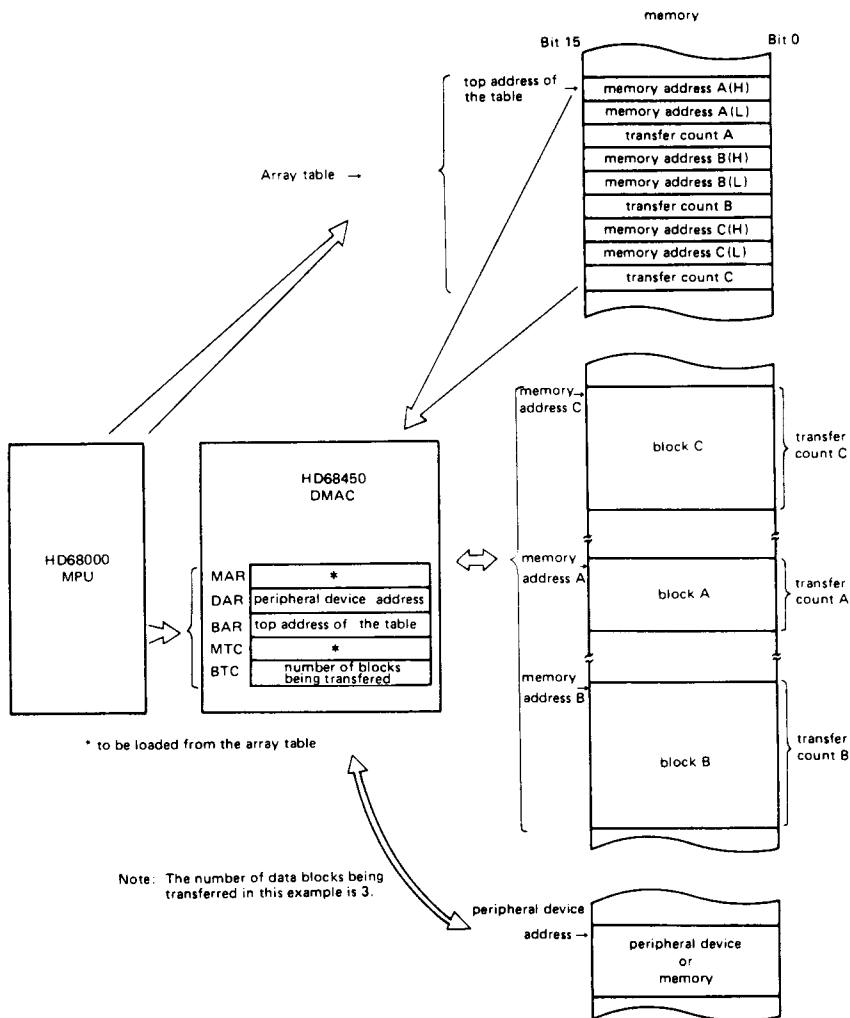 memory
Bit 15
Bit 0
top address of
the table →
memory address A(H)
memory address A(L)
transfer count A
memory address B(H)
memory address B(L)
transfer count B
memory address C(H)
memory address C(L)
transfer count C
Array table →
memory
address C
block C
transfer
count C
HD68000
MPU
HD68450
DMAC
MAR
*
DAR
peripheral device address
BAR
top address of the table
MTC
*
BTC
number of blocks
being transfered
memory
address A
block A
transfer
count A
memory
address B
block B
transfer
count B
* to be loaded from the array table
Note: The number of data blocks being
transferred in this example is 3.
peripheral device
address →
peripheral device
or
memory